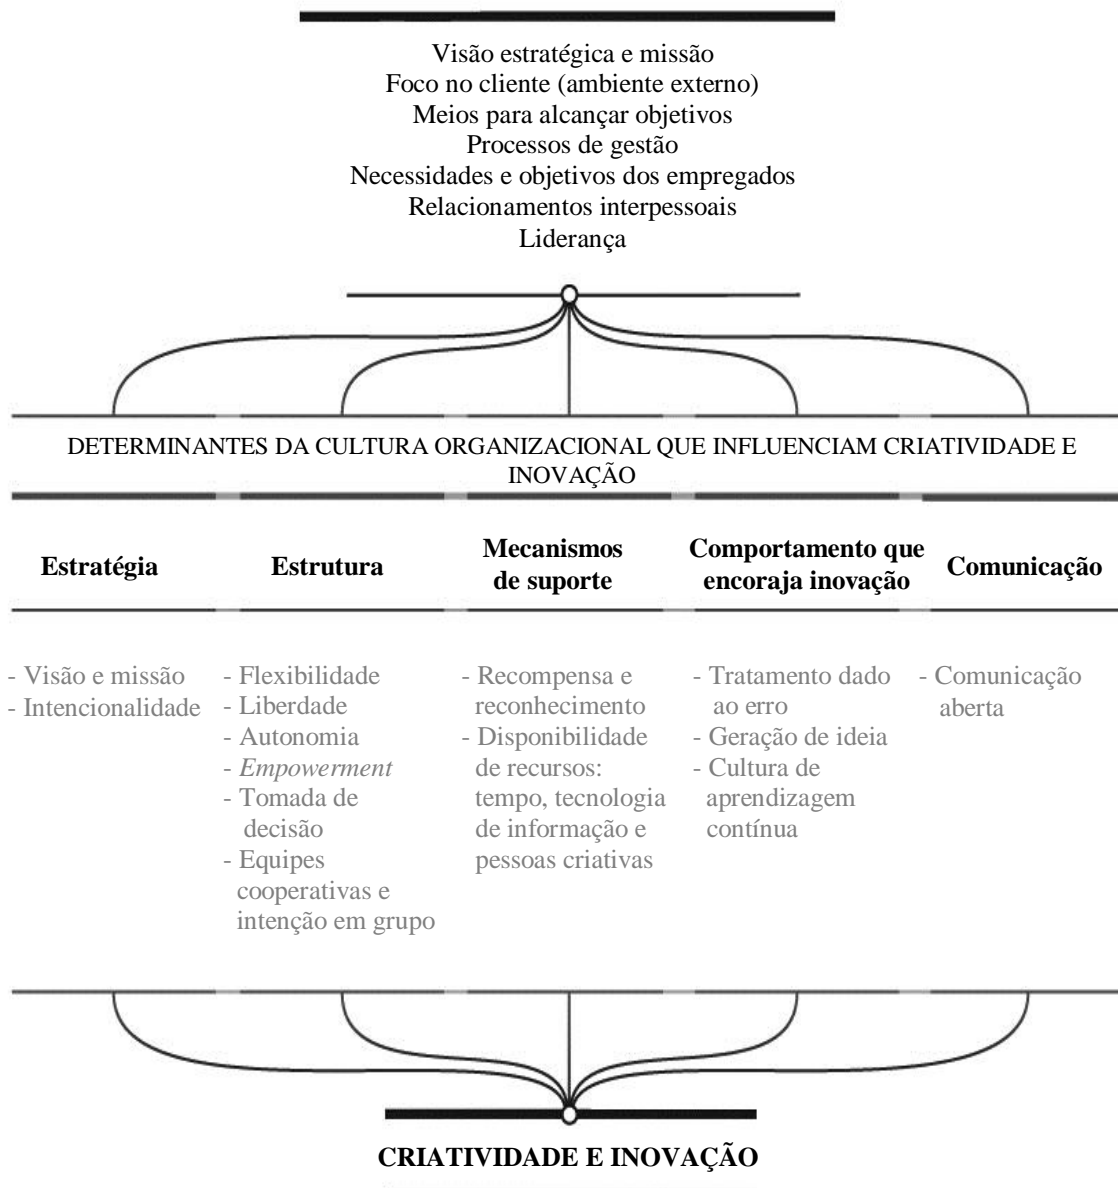 Visão estratégica e missão
Foco no cliente (ambiente externo)
Meios para alcançar objetivos
Processos de gestão
Necessidades e objetivos dos empregados
Relacionamentos interpessoais
Liderança
DETERMINANTES DA CULTURA ORGANIZACIONAL QUE INFLUENCIAM CRIATIVIDADE E
INOVAÇÃO
Estratégia
Estrutura
Mecanismos
de suporte
Comportamento que
encoraja inovação
Comunicação
- Visão e missão
- Intencionalidade
- Flexibilidade
- Liberdade
- Autonomia
- Empowerment
- Tomada de
decisão
- Equipes
cooperativas e
intenção em grupo
- Recompensa e
reconhecimento
- Disponibilidade
de recursos:
tempo, tecnologia
de informação e
pessoas criativas
- Tratamento dado
ao erro
- Geração de ideia
- Cultura de
aprendizagem
contínua
- Comunicação
aberta
CRIATIVIDADE E INOVAÇÃO